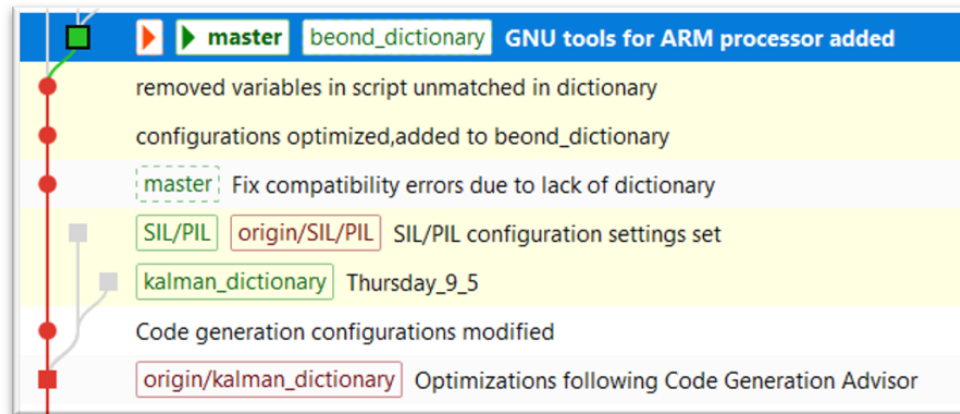 master beond_dictionary GNU tools for ARM processor added
removed variables in script unmatched in dictionary
configurations optimized,added to beond_dictionary
master Fix compatibility errors due to lack of dictionary
SIL/PIL origin/SIL/PIL SIL/PIL configuration settings set
kalman_dictionary Thursday_9_5
Code generation configurations modified
origin/kalman_dictionary Optimizations following Code Generation Advisor